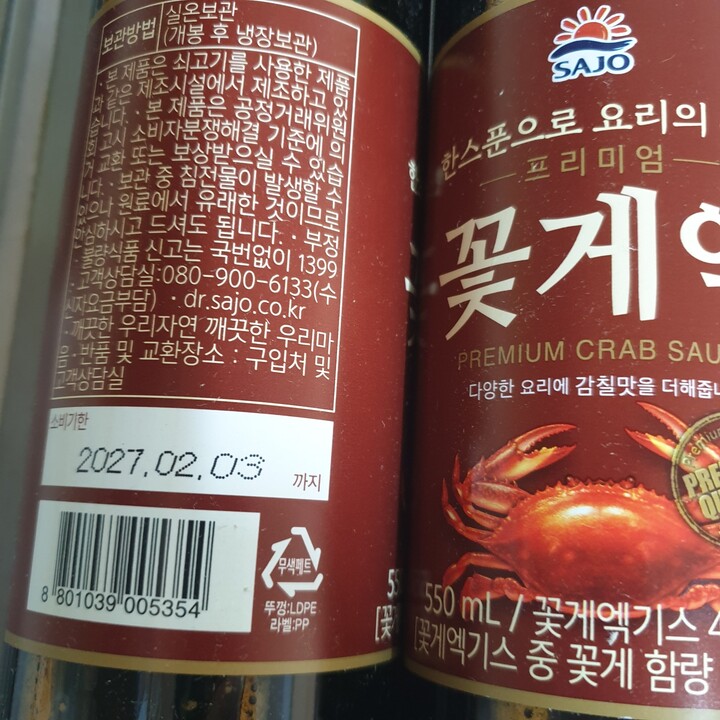 보관방법
실온보관
(개봉 후 냉장보관)
· 본 제품은 쇠고기를 사용한 제품
과 같은 제조시설에서 제조하고 있
습니다. · 본 제품은 공정거래위원
회 고시 소비자분쟁해결 기준에 의
거 교환 또는 보상받으실 수 있습
니다. · 보관 중 침전물이 발생할 수
있으나 원료에서 유래한 것이므로
안심하시고 드셔도 됩니다. · 부정
· 불량식품 신고는 국번없이 1399
· 고객상담실:080-900-6133(수
신자요금부담) · dr.sajo.co.kr
· 깨끗한 우리자연 깨끗한 우리마
음 · 반품 및 교환장소 : 구입처 및
고객상담실
소비기한
2027.02.03
까지
8 801039 005354
무색페트
뚜껑:LDPE
라벨:PP
SAJO
한스푼으로 요리의
프리미엄
꽃게
PREMIUM CRAB
다양한 요리에 감칠맛을 더해줍니
Premium
550 mL / 꽃게엑기스
[꽃게엑기스 중 꽃게 함량